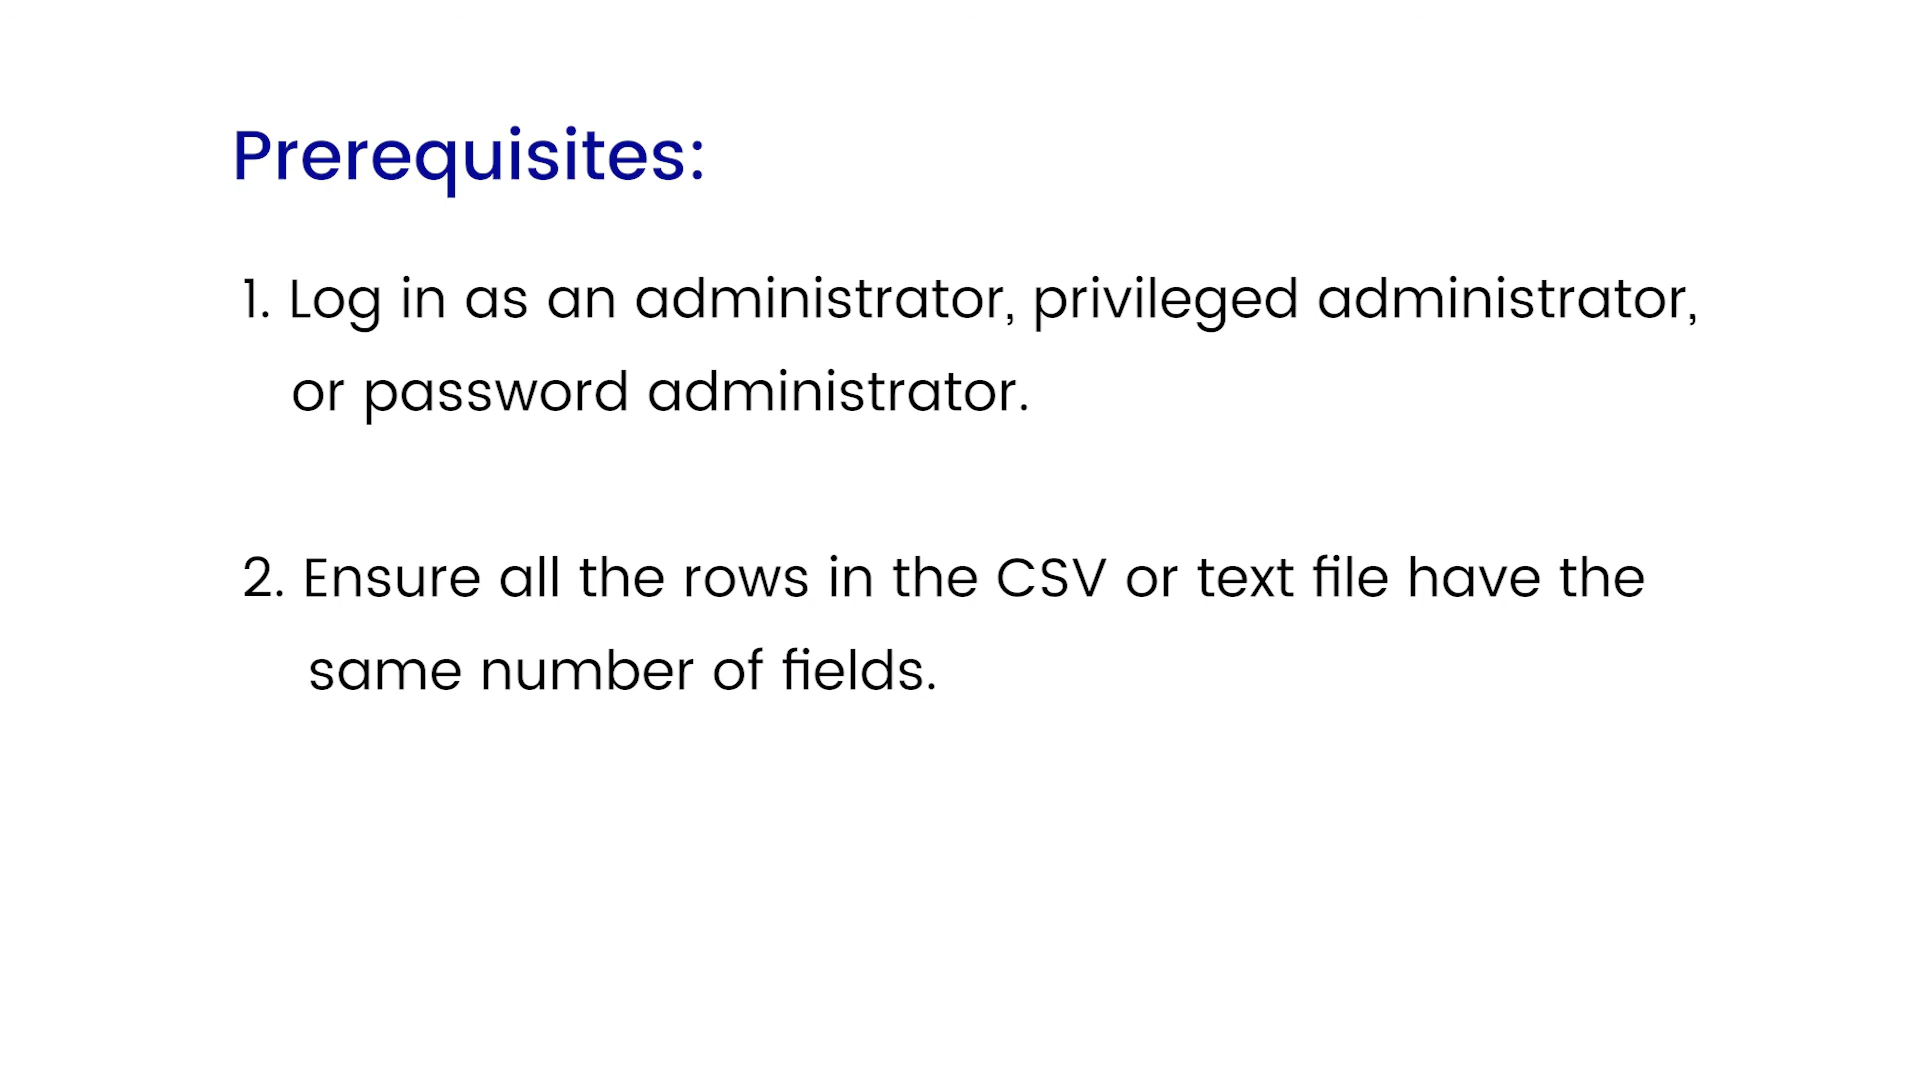 Prerequisites:
1. Log in as an administrator, privileged administrator,
or password administrator.
2. Ensure all the rows in the CSV or text file have the
same number of fields.